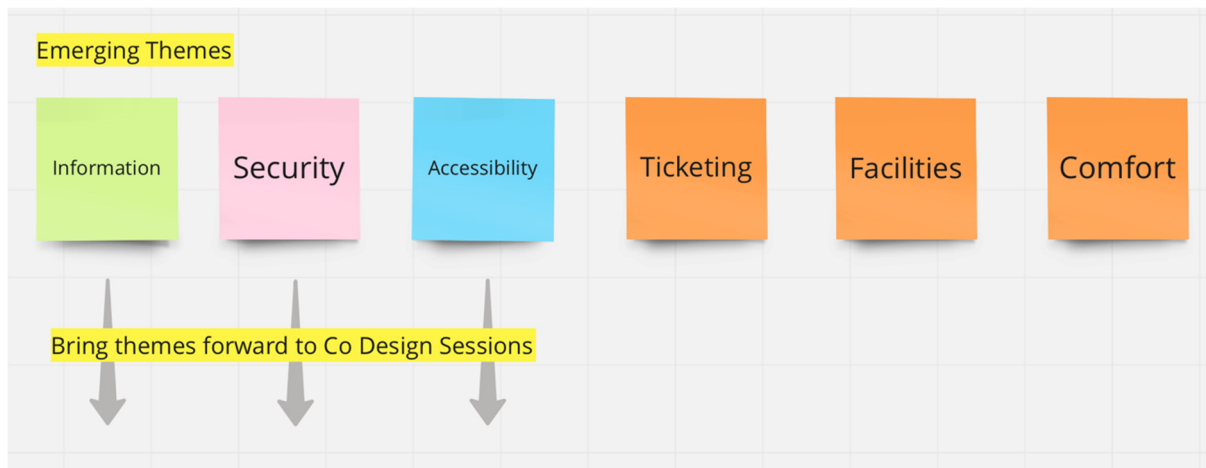 Emerging Themes
Information
Security
Accessibility
Ticketing
Facilities
Comfort
Bring themes forward to Co Design Sessions